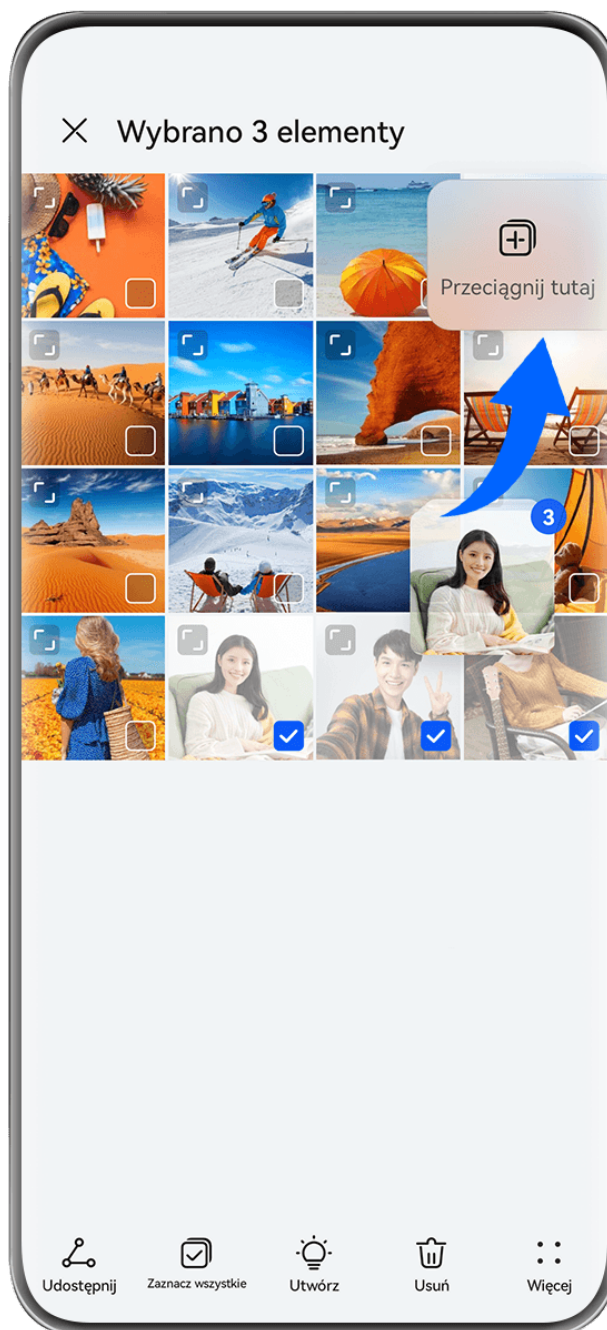 Wybrano 3 elementy
Przeciągnij tutaj
3
Udostępnij
Zaznacz wszystkie
Utwórz
Usuń
Więcej